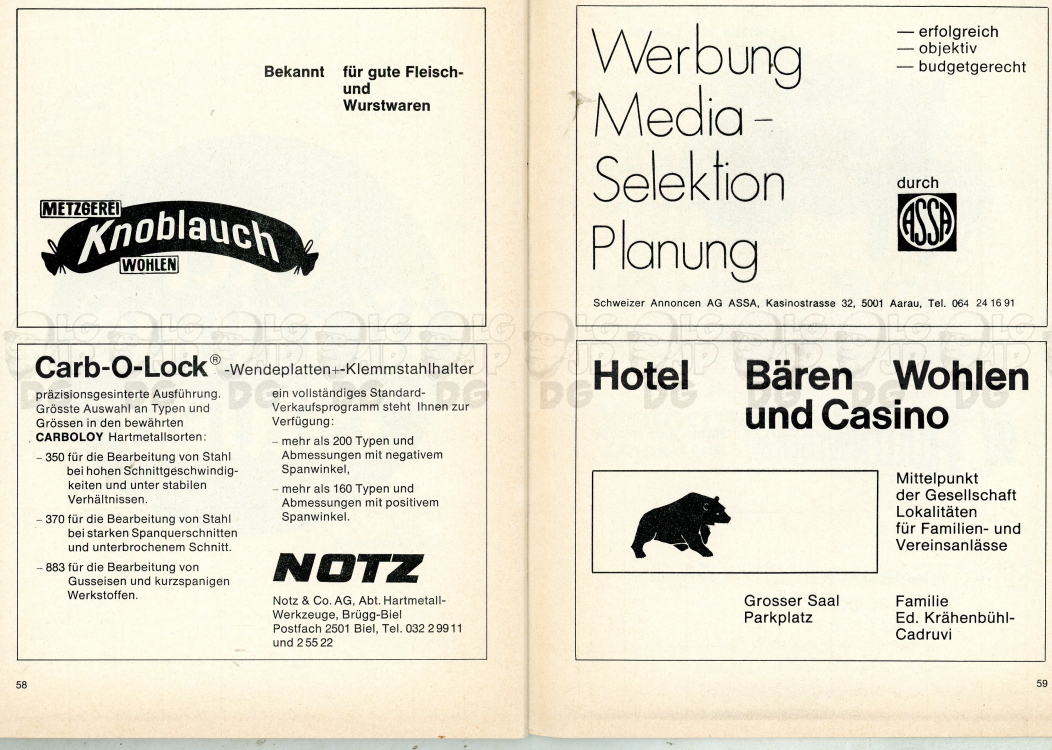 Bekannt für gute Fleisch-
und
Wurstwaren
METZGEREI
Knoblauch
WOHLEN
Carb-O-Lock® -Wendeplatten+-Klemmstahlhalter
präzisionsgesinterte Ausführung.
Grösste Auswahl an Typen und
Grössen in den bewährten
CARBOLOY Hartmetallsorten:
– 350 für die Bearbeitung von Stahl
bei hohen Schnittgeschwindig-
keiten und unter stabilen
Verhältnissen.
– 370 für die Bearbeitung von Stahl
bei starken Spanquerschnitten
und unterbrochenem Schnitt.
– 883 für die Bearbeitung von
Gusseisen und kurzspanigen
Werkstoffen.
ein vollständiges Standard-
Verkaufsprogramm steht Ihnen zur
Verfügung:
– mehr als 200 Typen und
Abmessungen mit negativem
Spanwinkel,
– mehr als 160 Typen und
Abmessungen mit positivem
Spanwinkel.
NOTZ
Notz & Co. AG, Abt. Hartmetall-
Werkzeuge, Brügg-Biel
Postfach 2501 Biel, Tel. 032 2 99 11
und 2 55 22
58
Werbung
Media –
Selektion
Planung
— erfolgreich
— objektiv
— budgetgerecht
durch
ASSA
Schweizer Annoncen AG ASSA, Kasinostrasse 32, 5001 Aarau, Tel. 064 24 16 91
Hotel Bären Wohlen
und Casino
Mittelpunkt
der Gesellschaft
Lokalitäten
für Familien- und
Vereinsanlässe
Grosser Saal
Parkplatz
Familie
Ed. Krähenbühl-
Cadruvi
59